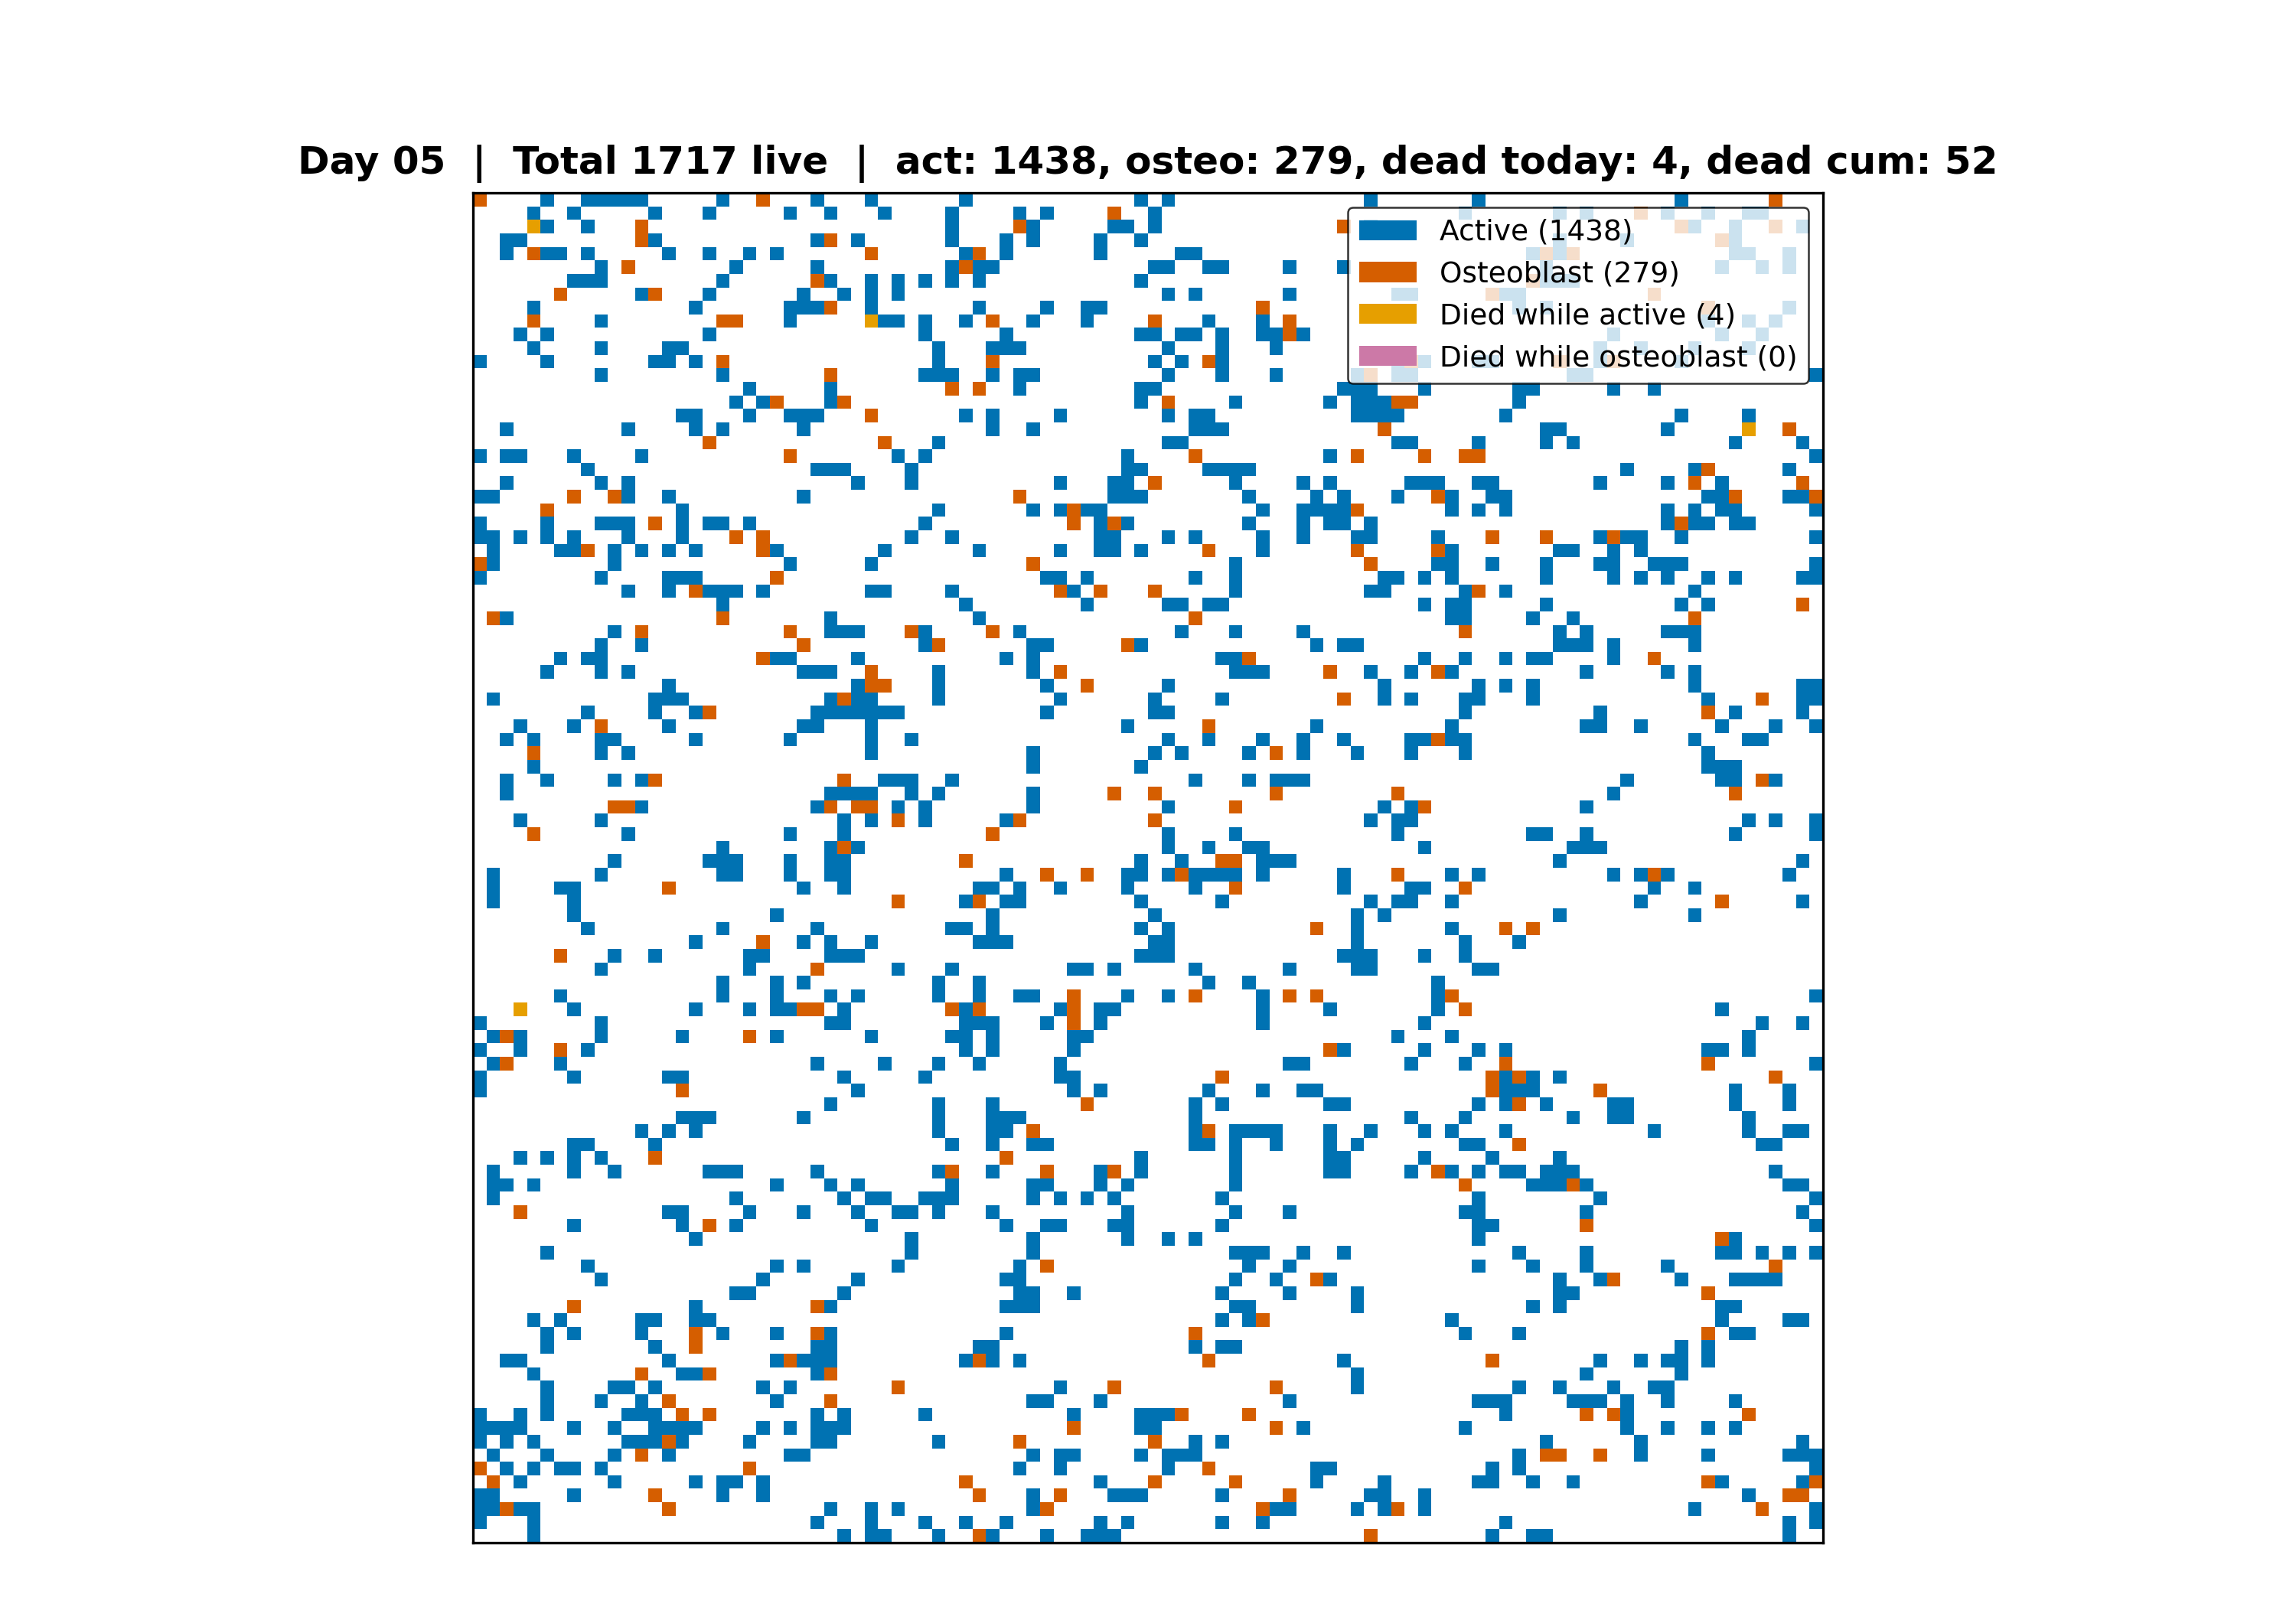 Day 05 | Total 1717 live | act: 1438, osteo: 279, dead today: 4, dead cum: 52
Active (1438)
Osteoblast (279)
Died while active (4)
Died while osteoblast (0)